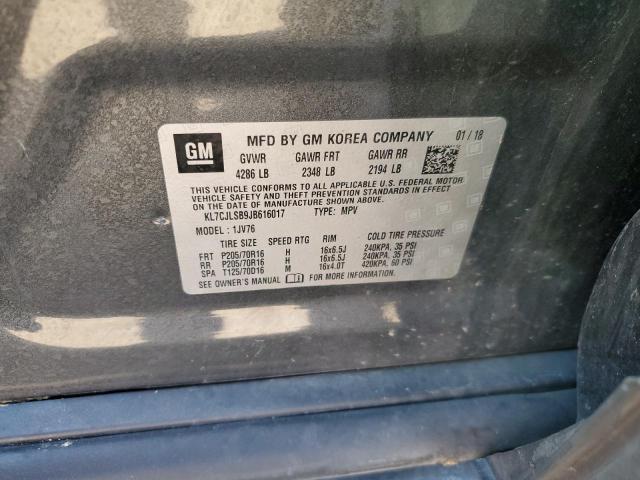 GM MFD BY GM KOREA COMPANY 01 / 18
GVWR GAWR FRT GAWR RR
4286 LB 2348 LB 2194 LB
THIS VEHICLE CONFORMS TO ALL APPLICABLE U.S. FEDERAL MOTOR
VEHICLE SAFETY AND THEFT PREVENTION STANDARDS IN EFFECT ON
THE DATE OF MANUFACTURE SHOWN ABOVE.
KL7CJLSB9JB616017 TYPE: MPV
MODEL : 1JV76
TIRE SIZE SPEED RTG RIM COLD TIRE PRESSURE
FRT P205/70R16 H 16x6.5J 240KPA, 35 PSI
RR P205/70R16 H 16x6.5J 240KPA, 35 PSI
SPA T125/70D16 M 16x4.0T 420KPA, 60 PSI
SEE OWNER'S MANUAL FOR MORE INFORMATION.